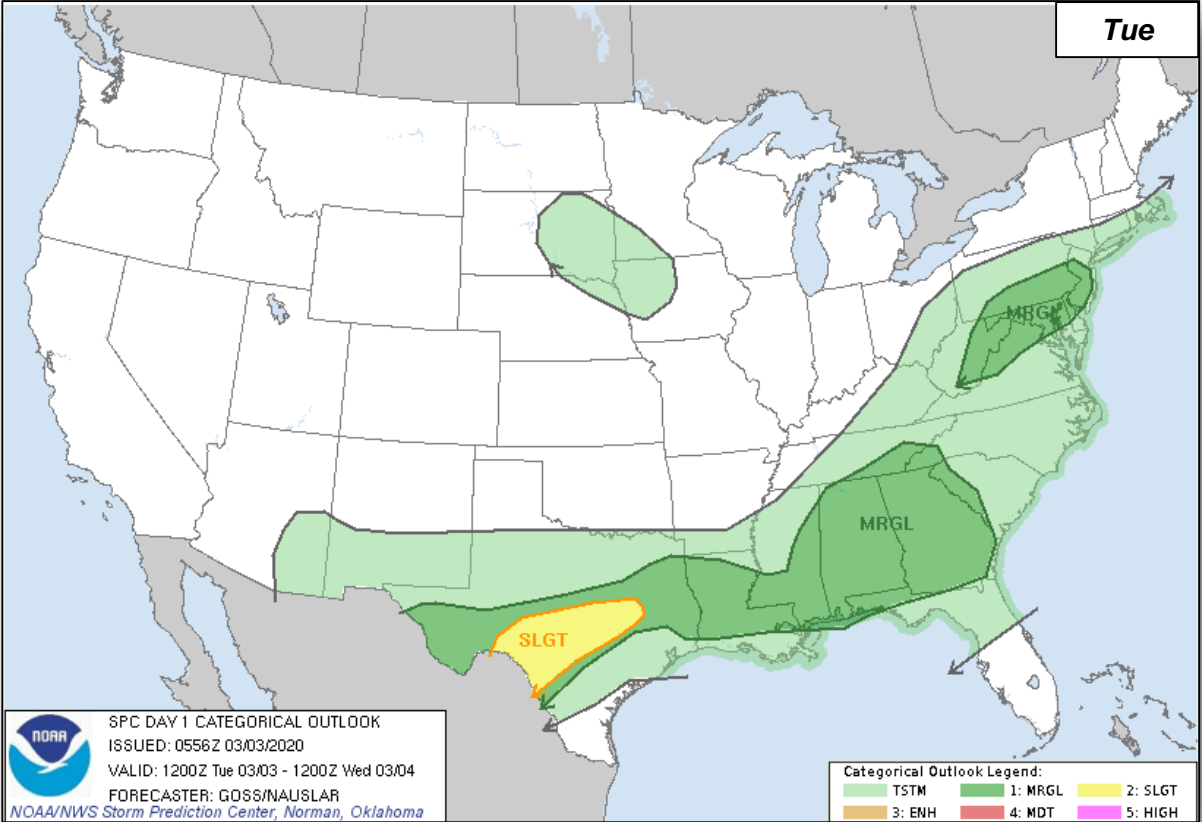 Tue
MRGL
MRGL
SLGT
NOAA
SPC DAY 1 CATEGORICAL OUTLOOK
ISSUED: 0556Z 03/03/2020
VALID: 1200Z Tue 03/03 - 1200Z Wed 03/04
FORECASTER: GOSS/NAUSLAR
NOAA/NWS Storm Prediction Center, Norman, Oklahoma
Categorical Outlook Legend:
TSTM 1: MRGL 2: SLGT
3: ENH 4: MDT 5: HIGH